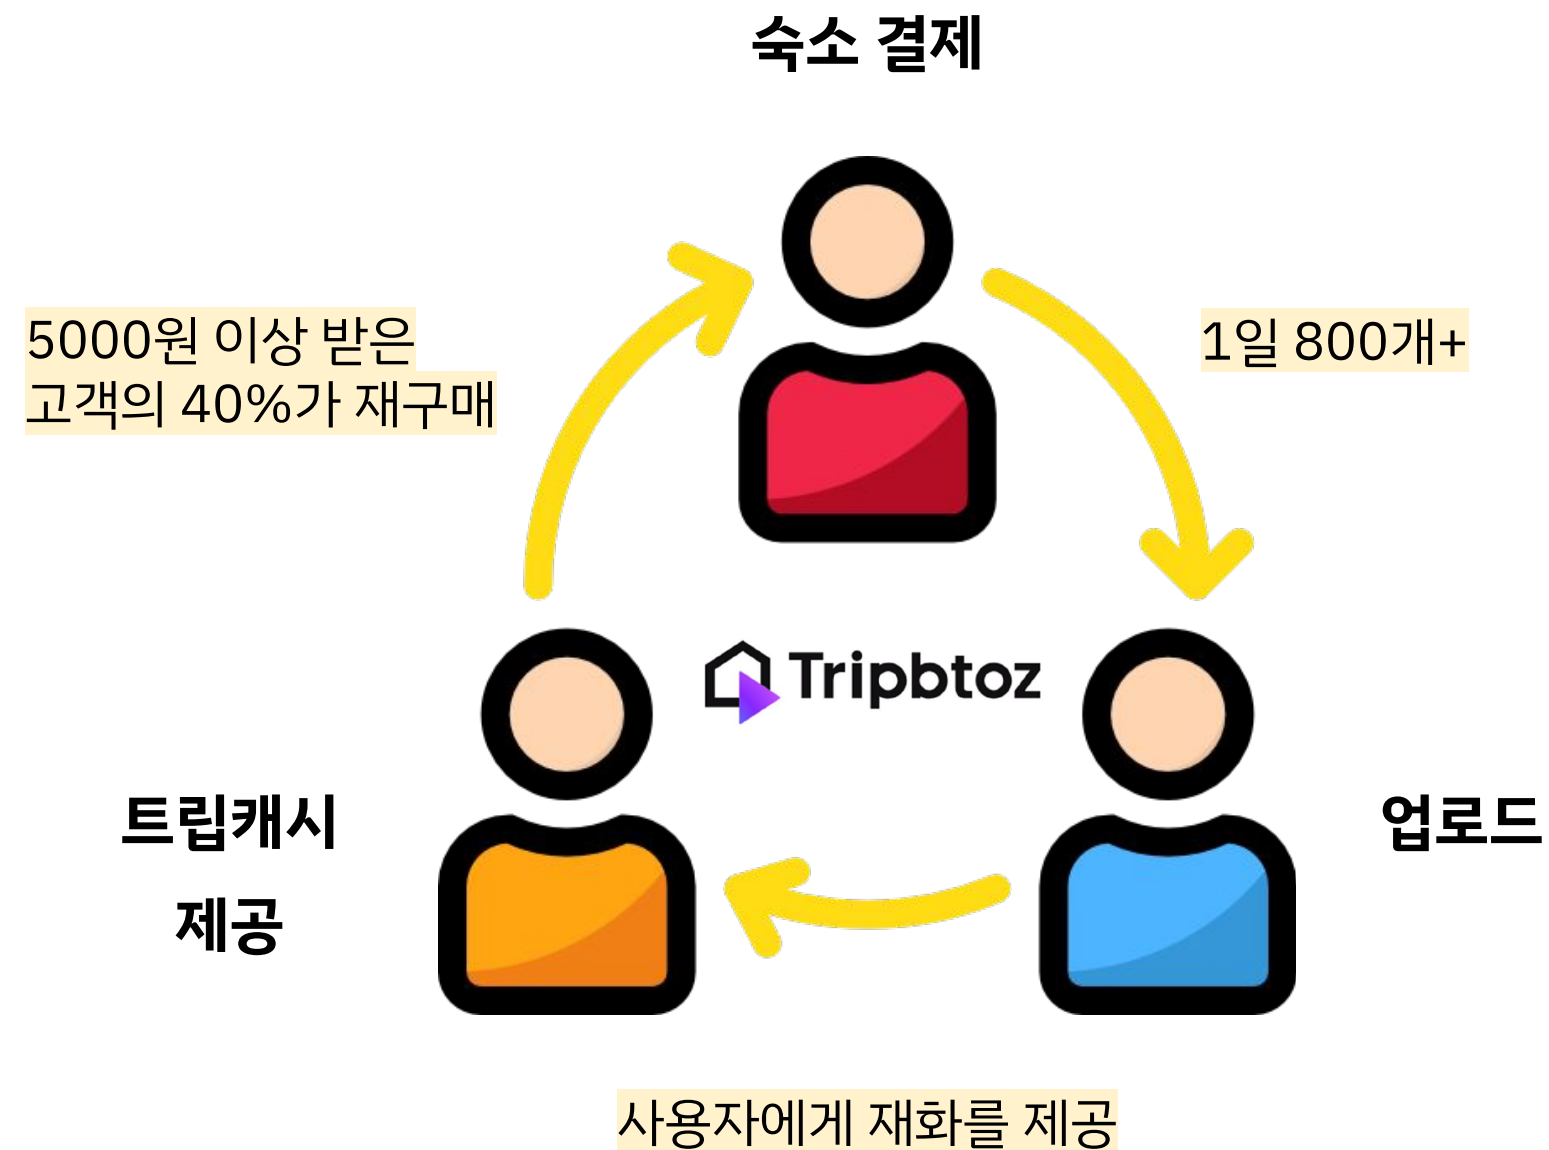 숙소 결제
5000원 이상 받은
고객의 40%가 재구매
1일 800개+
Tripbtoz
트립캐시
제공
업로드
사용자에게 재화를 제공